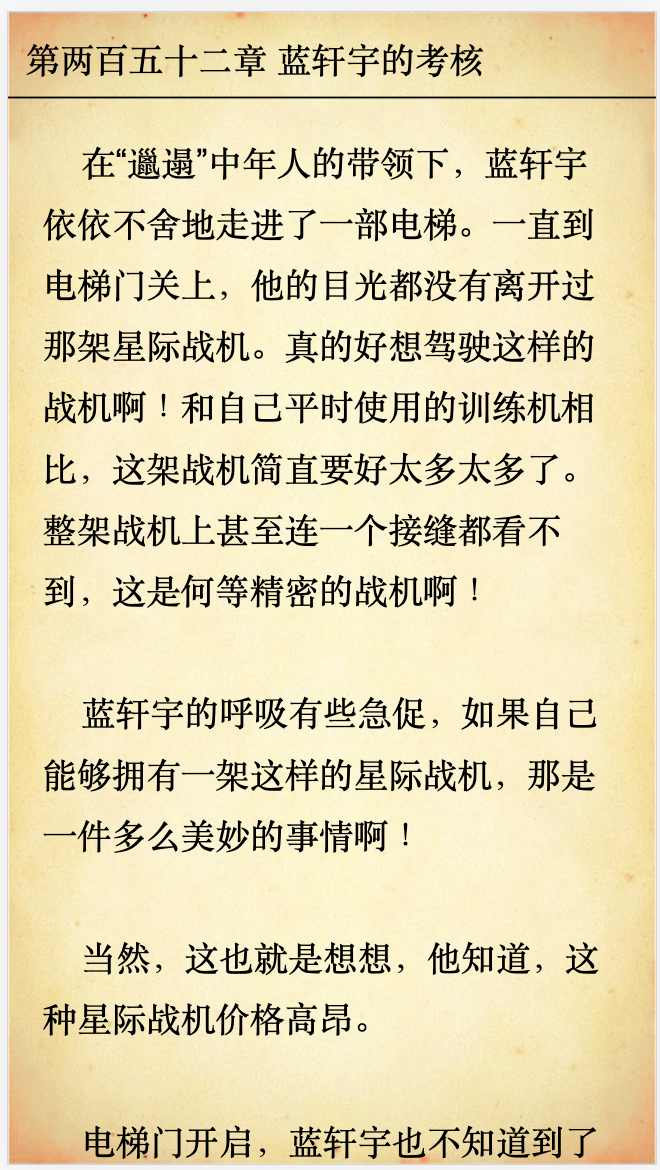 第两百五十二章 蓝轩宇的考核
在“邋遢”中年人的带领下，蓝轩宇
依依不舍地走进了一部电梯。一直到
电梯门关上，他的目光都没有离开过
那架星际战机。真的好想驾驶这样的
战机啊！和自己平时使用的训练机相
比，这架战机简直要好太多太多了。
整架战机上甚至连一个接缝都看不
到，这是何等精密的战机啊！
蓝轩宇的呼吸有些急促，如果自己
能够拥有一架这样的星际战机，那是
一件多么美妙的事情啊！
当然，这也就是想想，他知道，这
种星际战机价格高昂。
电梯门开启，蓝轩宇也不知道到了